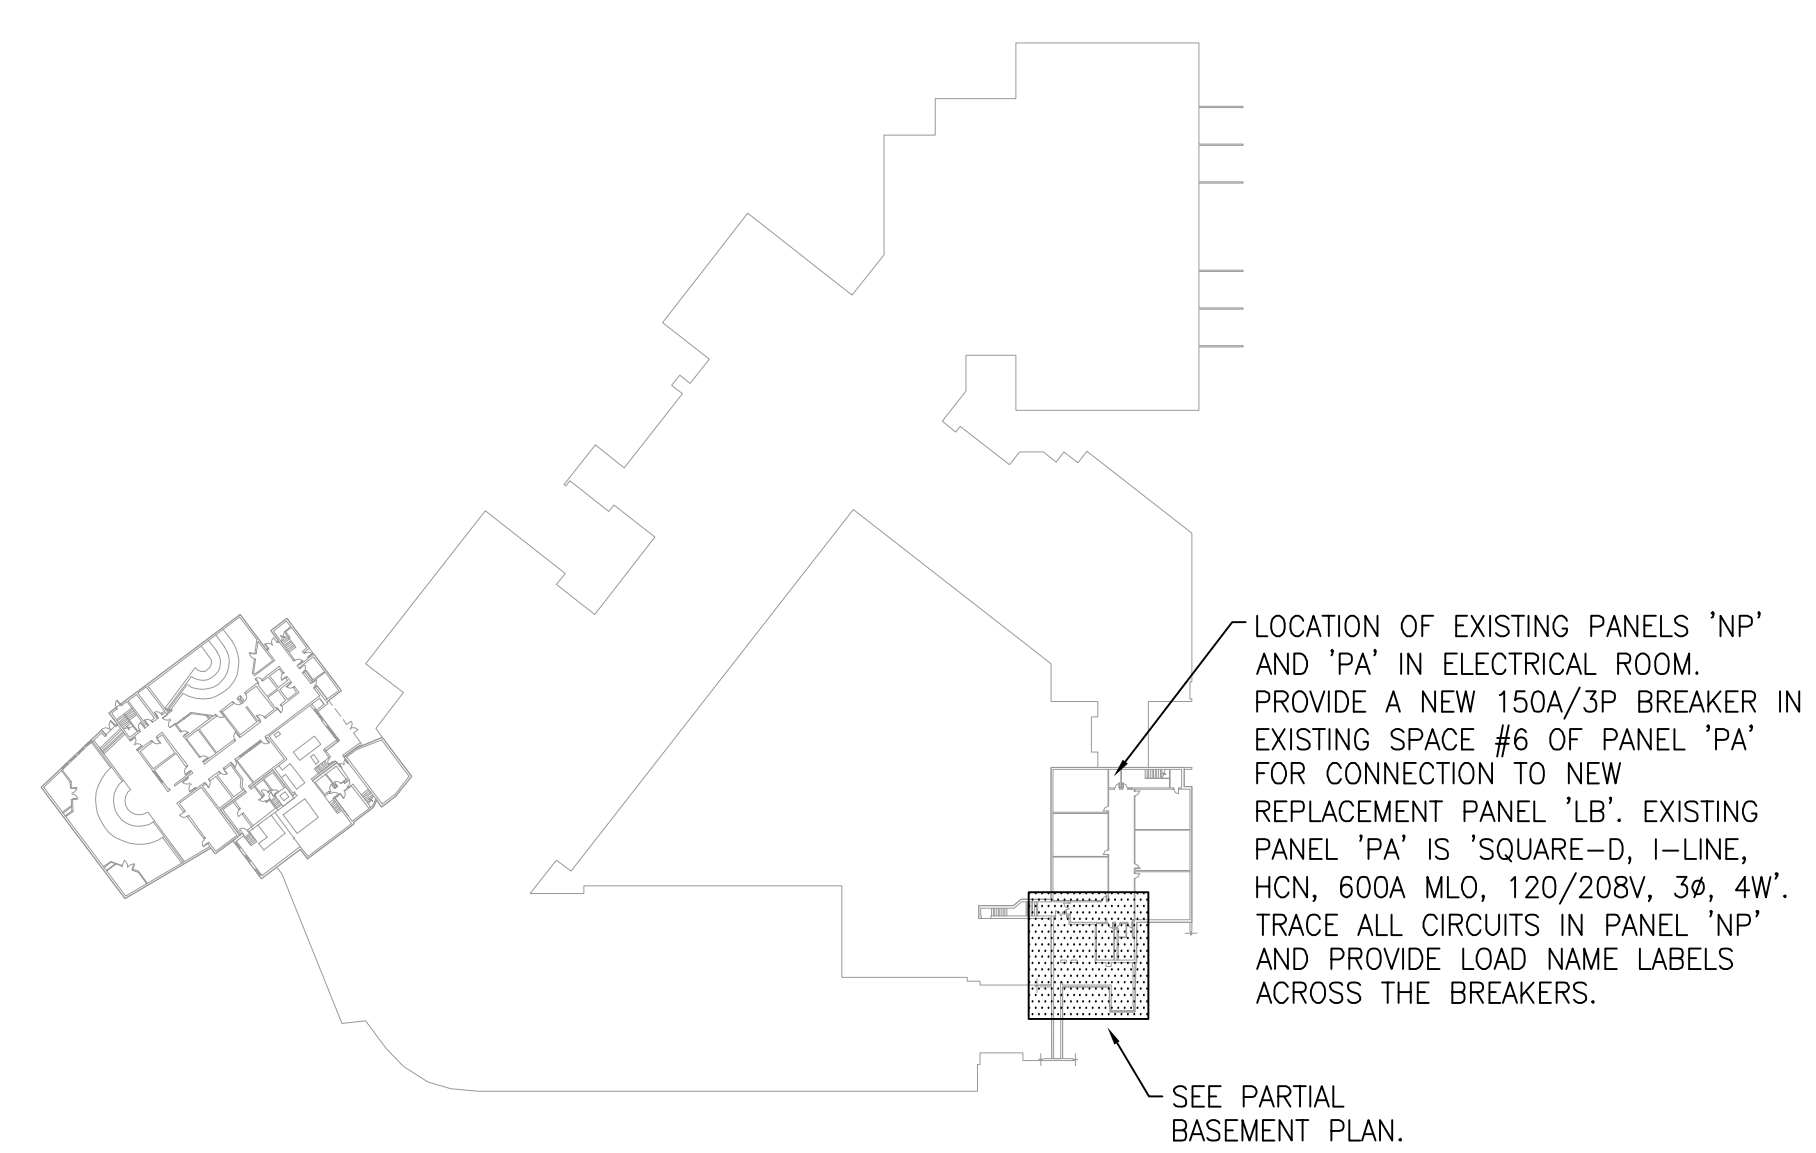 LOCATION OF EXISTING PANELS 'NP'
AND 'PA' IN ELECTRICAL ROOM.
PROVIDE A NEW 150A/3P BREAKER IN
EXISTING SPACE #6 OF PANEL 'PA'
FOR CONNECTION TO NEW
REPLACEMENT PANEL 'LB'. EXISTING
PANEL 'PA' IS 'SQUARE-D, I-LINE,
HCN, 600A MLO, 120/208V, 3ø, 4W'.
TRACE ALL CIRCUITS IN PANEL 'NP'
AND PROVIDE LOAD NAME LABELS
ACROSS THE BREAKERS.
SEE PARTIAL
BASEMENT PLAN.